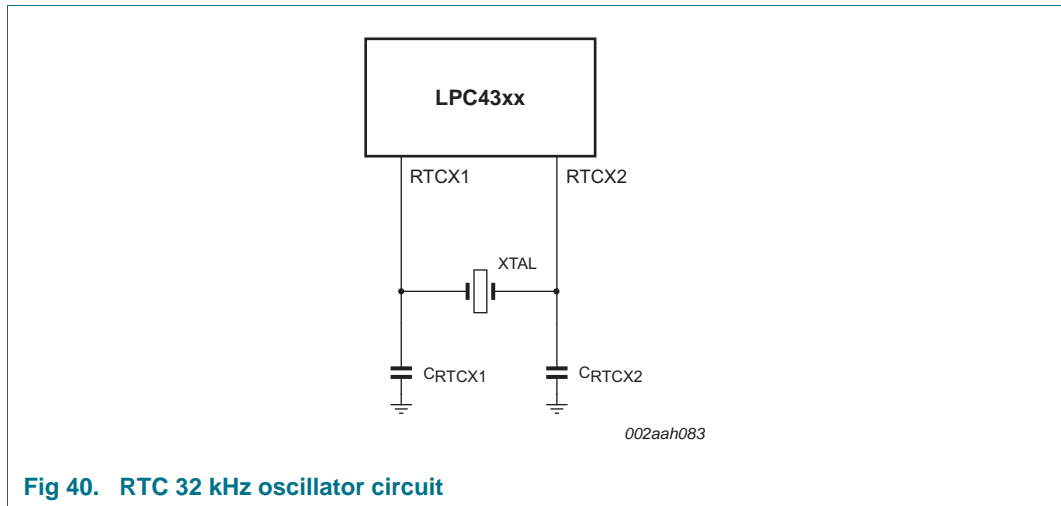 LPC43xx
RTCX1
RTCX2
XTAL
CRTCX1
CRTCX2
002aah083
Fig 40. RTC 32 kHz oscillator circuit